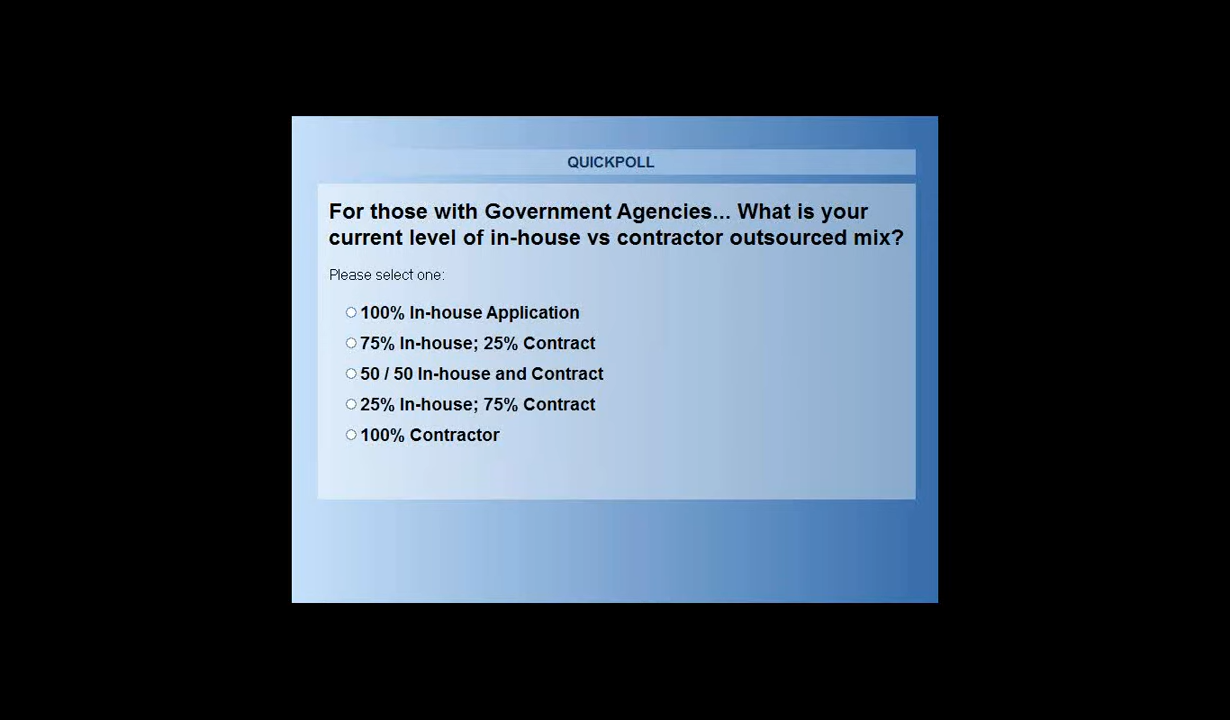 QUICKPOLL
For those with Government Agencies... What is your
current level of in-house vs contractor outsourced mix?
Please select one:
100% In-house Application
75% In-house; 25% Contract
50 / 50 In-house and Contract
25% In-house; 75% Contract
100% Contractor